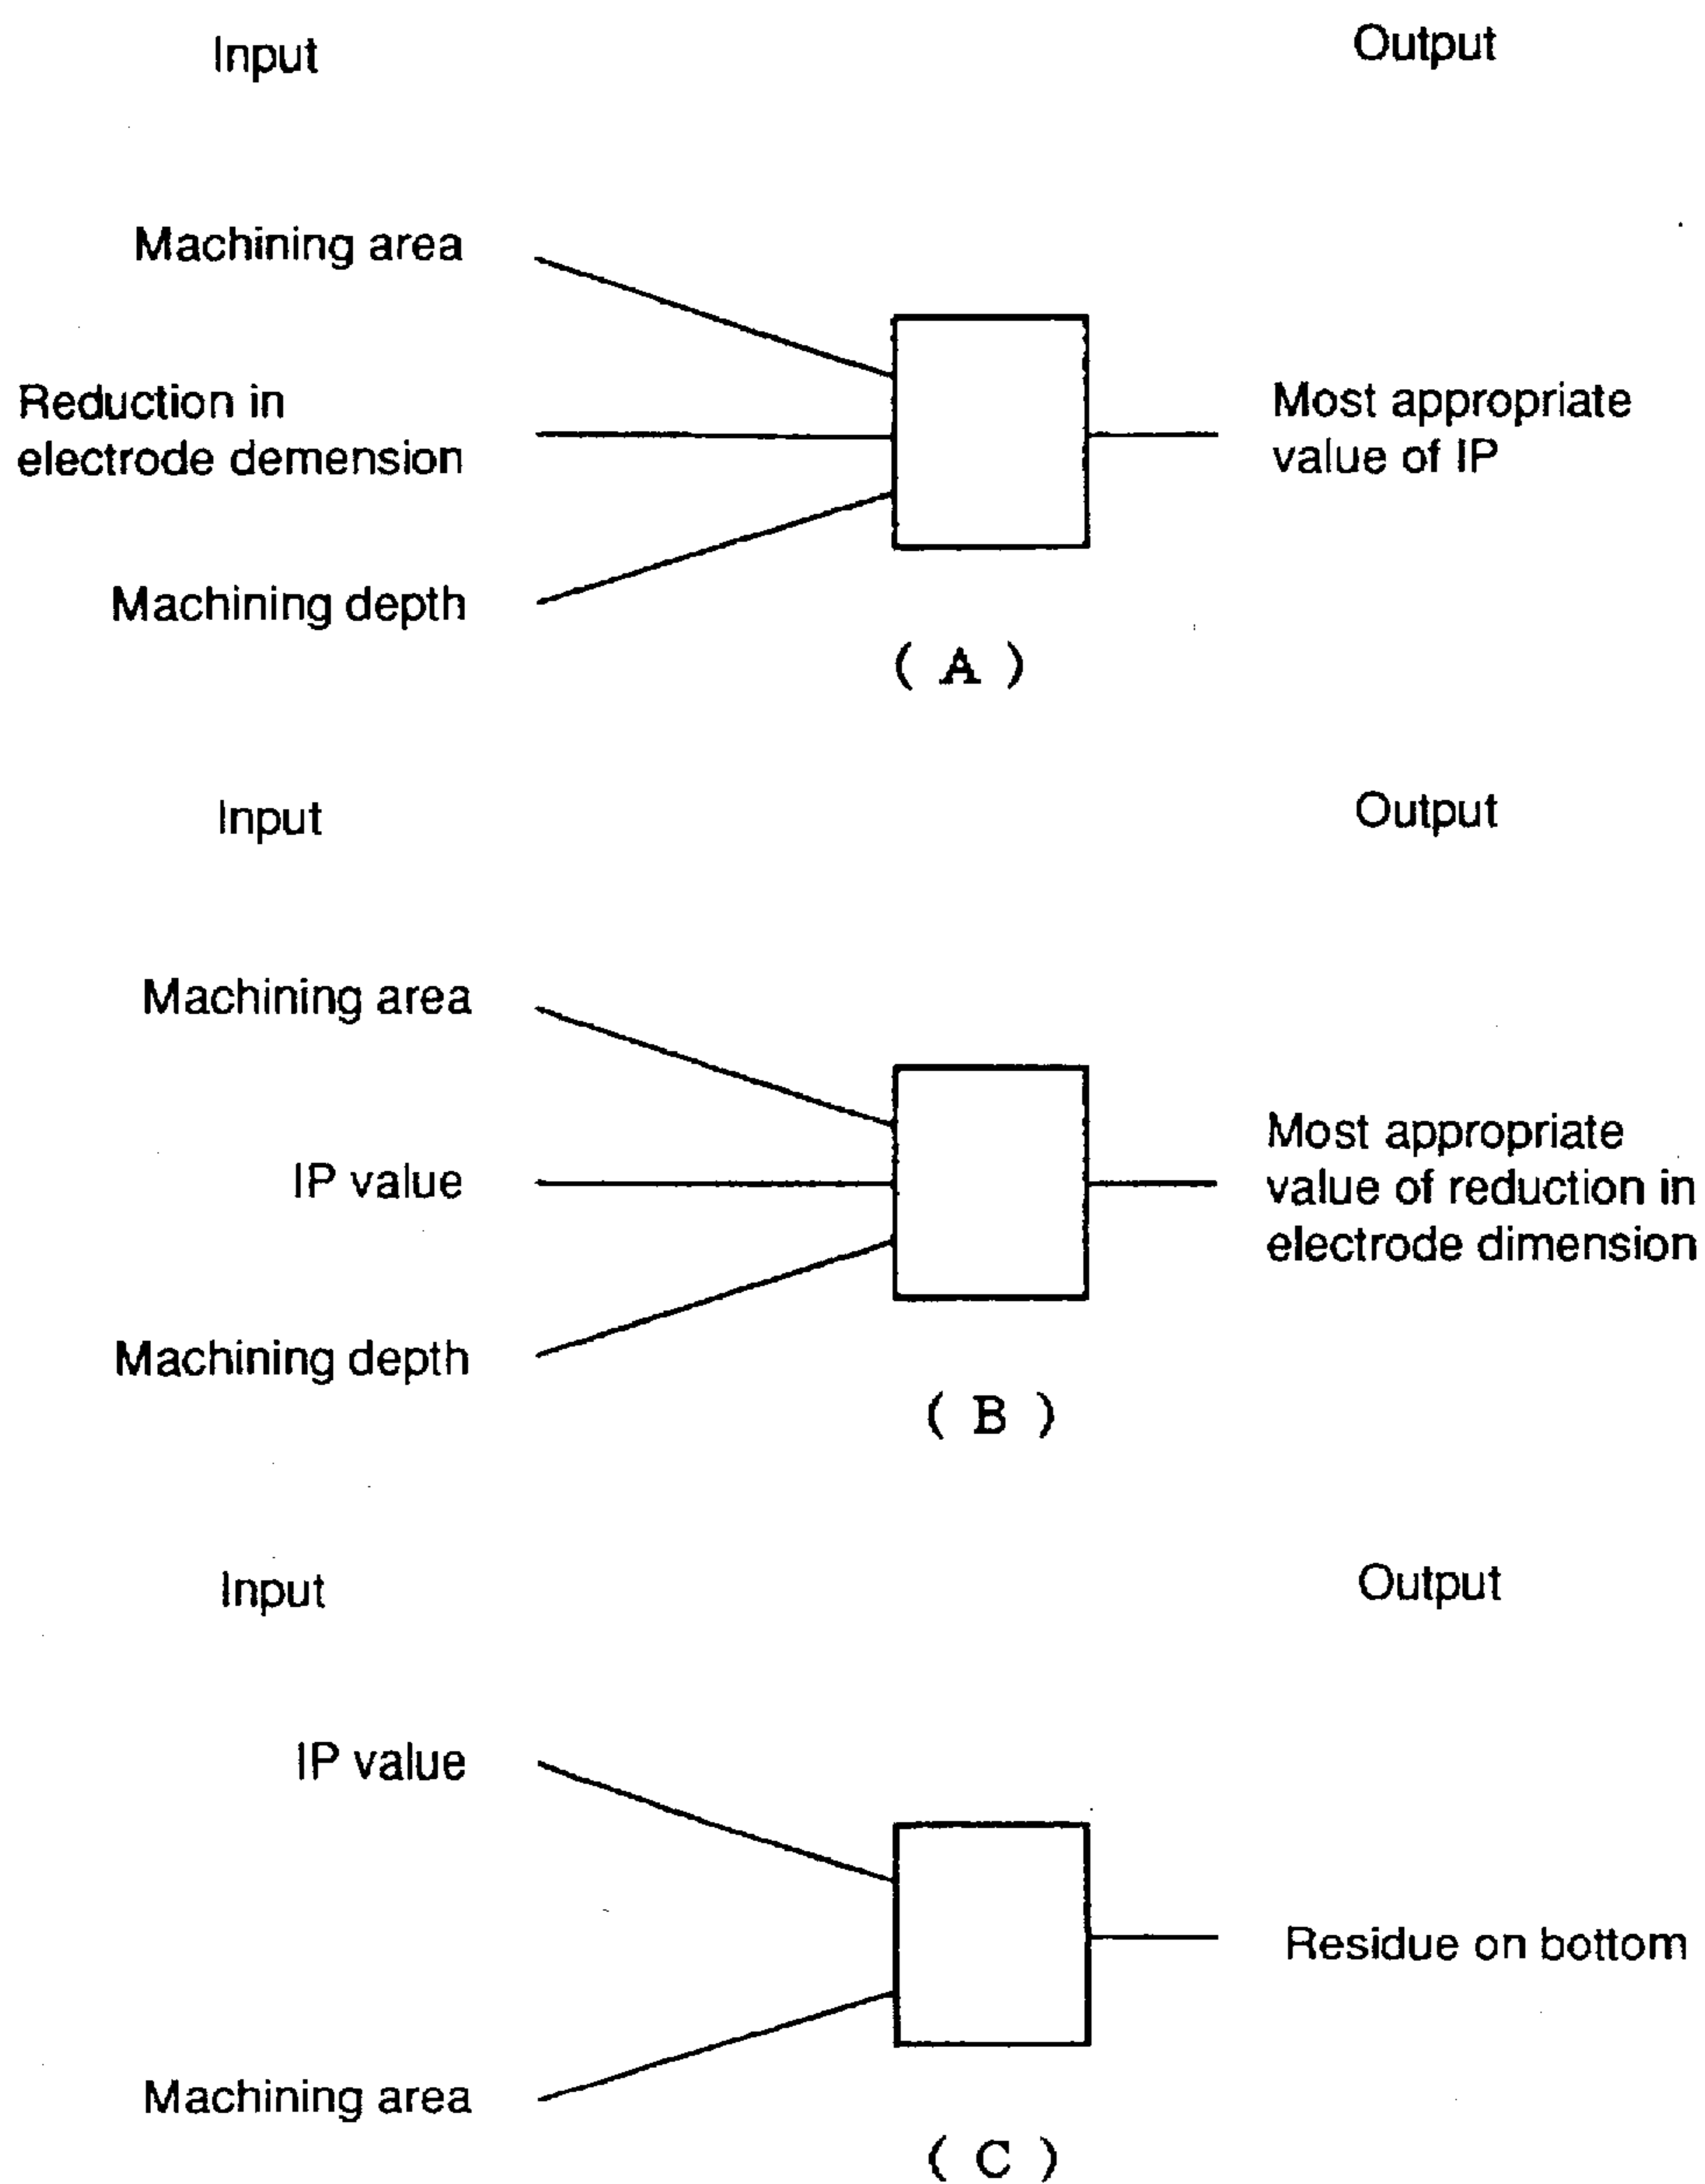 Input
Output
Machining area
Reduction in
electrode demension
Most appropriate
value of IP
Machining depth
( A )
Input
Output
Machining area
IP value
Most appropriate
value of reduction in
electrode dimension
Machining depth
( B )
Input
Output
IP value
Residue on bottom
Machining area
( C )